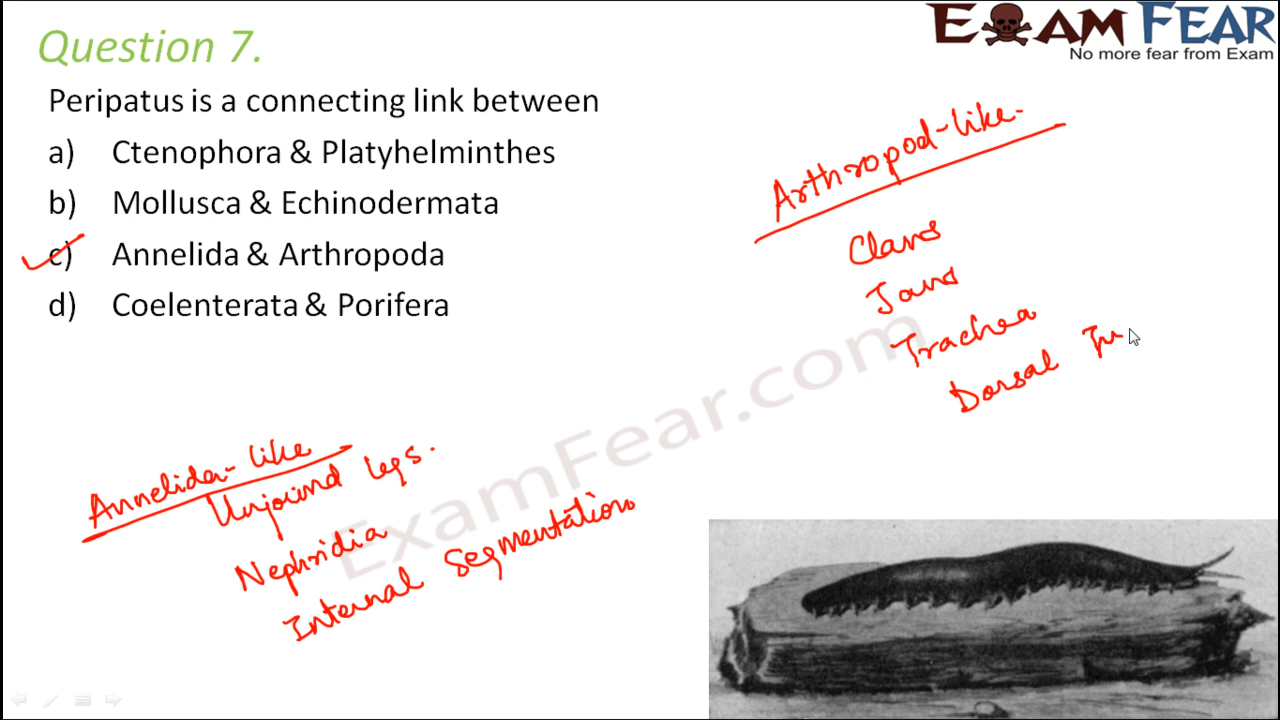 Question 7.
EXAM FEAR
No more fear from Exam
Peripatus is a connecting link between
a) Ctenophora & Platyhelminthes
b) Mollusca & Echinodermata
c) Annelida & Arthropoda
d) Coelenterata & Porifera
Arthropod-like
Claws
Jaws
Trachea
Dorsal
Annelida-like
Unjoined legs.
Nephridia
Internal Segmentation
ExamFear.com